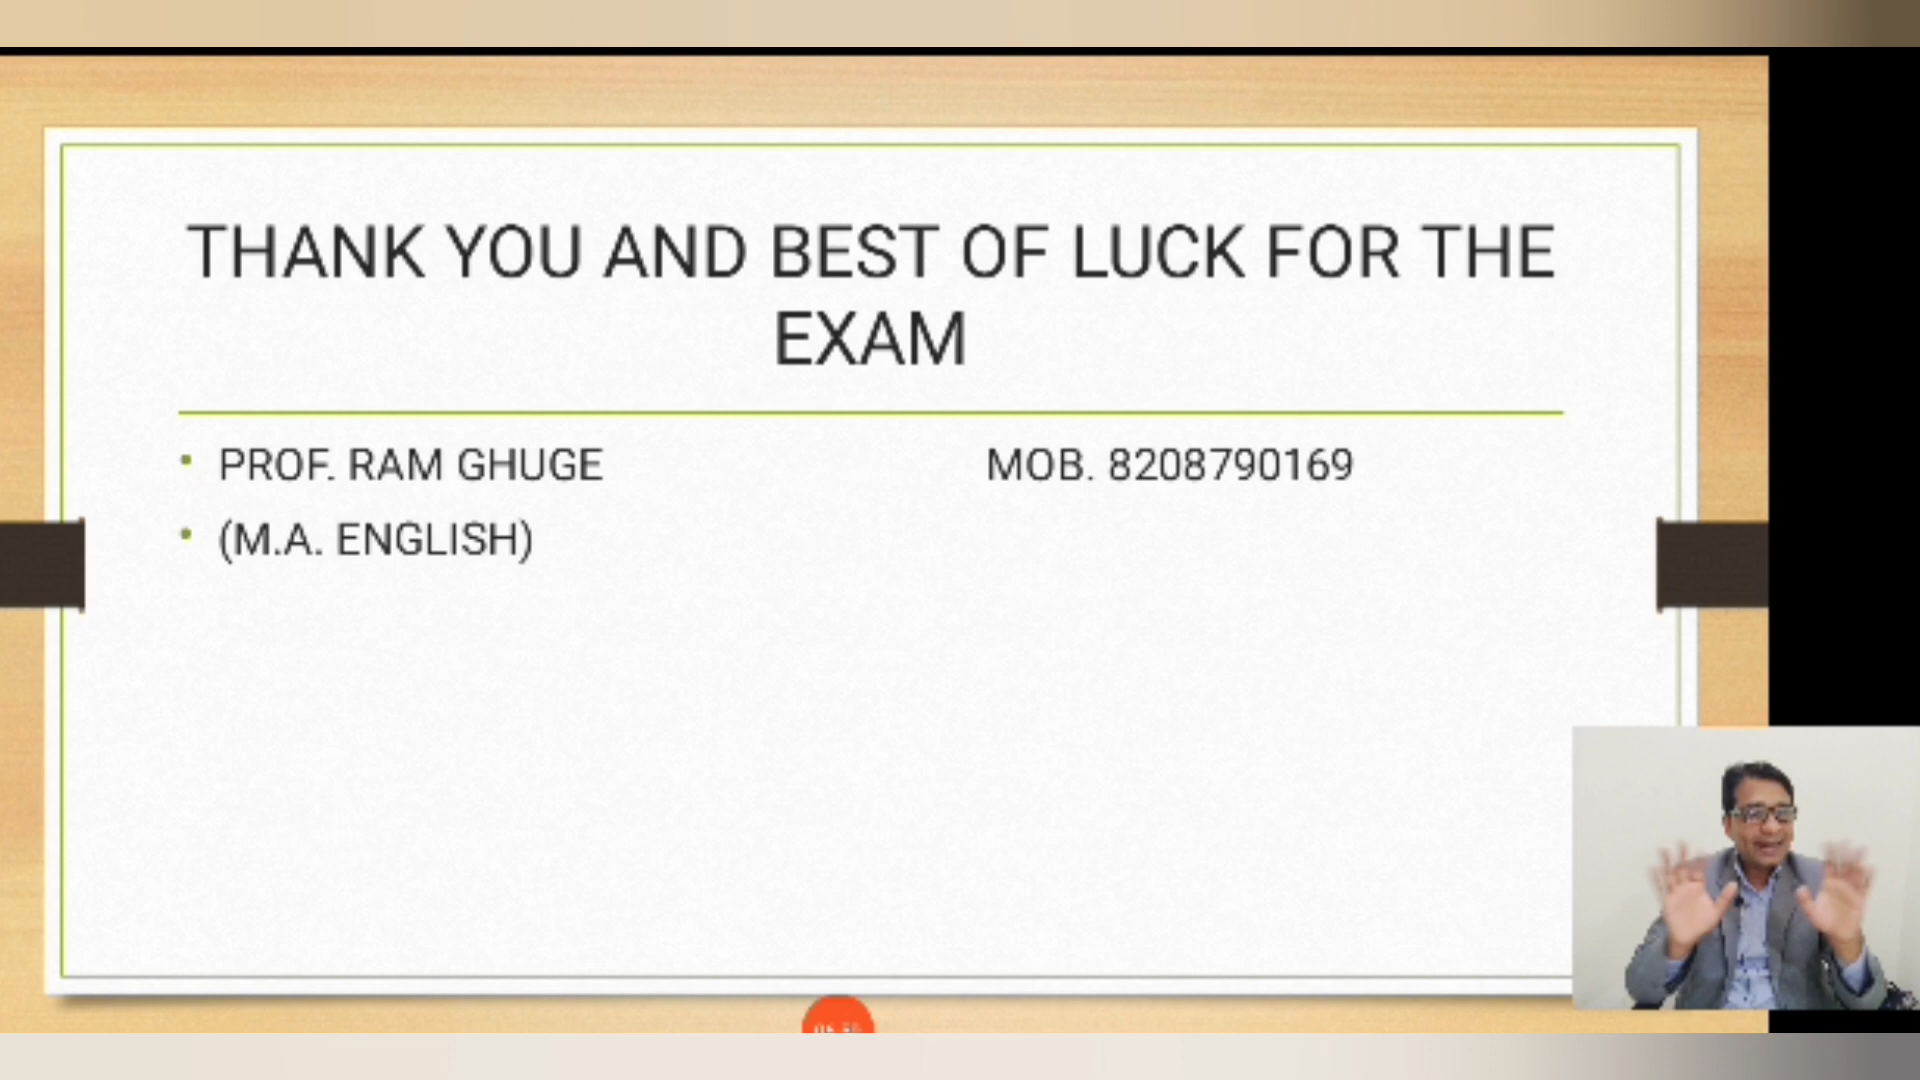 THANK YOU AND BEST OF LUCK FOR THE
EXAM
• PROF. RAM GHUGE MOB. 8208790169
• (M.A. ENGLISH)